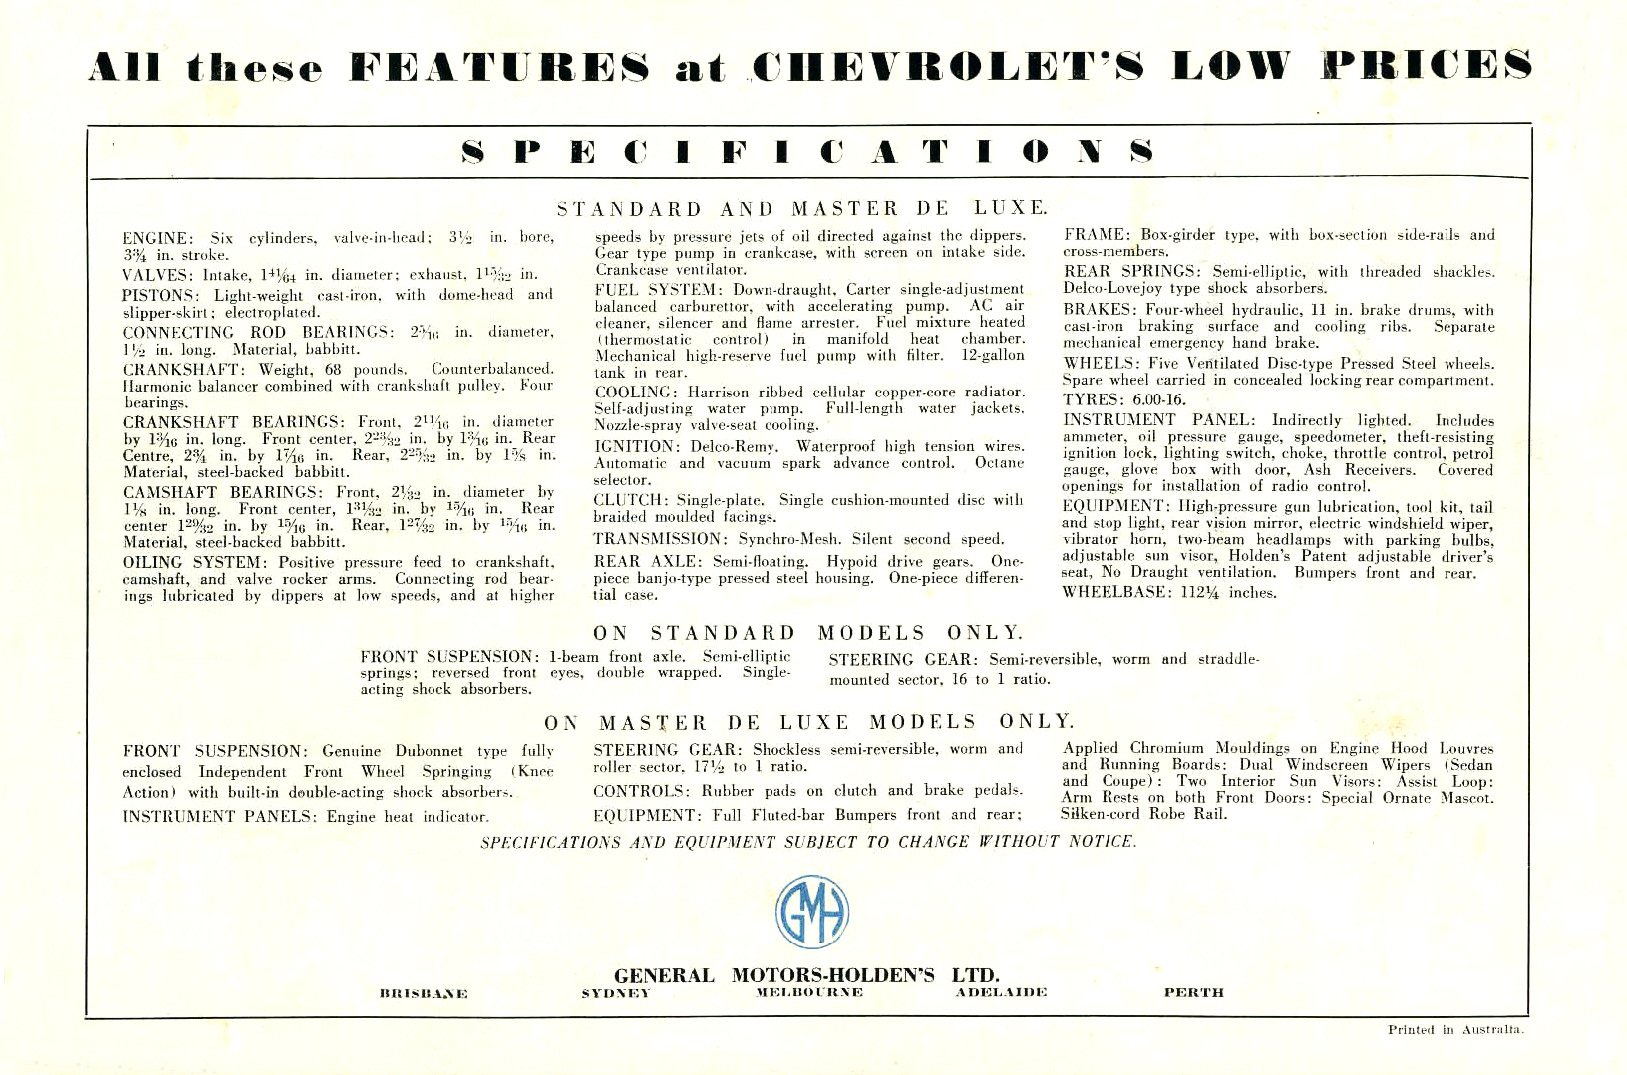 All these FEATURES at CHEVROLET'S LOW PRICES
SPECIFICATIONS
STANDARD AND MASTER DE LUXE.
ENGINE: Six cylinders, valve-in-head; 3½ in. bore,
3¾ in. stroke.
VALVES: Intake, 1 41/64 in. diameter; exhaust, 1 15/32 in.
PISTONS: Light-weight cast-iron, with dome-head and
slipper-skirt; electroplated.
CONNECTING ROD BEARINGS: 2 5/16 in. diameter,
1½ in. long. Material, babbitt.
CRANKSHAFT: Weight, 68 pounds. Counterbalanced.
Harmonic balancer combined with crankshaft pulley. Four
bearings.
CRANKSHAFT BEARINGS: Front, 2 11/16 in. diameter
by 1 3/16 in. long. Front center, 2 23/32 in. by 1 3/16 in. Rear
Centre, 2¾ in. by 1 7/16 in. Rear, 2 25/32 in. by 1⅝ in.
Material, steel-backed babbitt.
CAMSHAFT BEARINGS: Front, 2 1/32 in. diameter by
1⅛ in. long. Front center, 1 31/32 in. by 15/16 in. Rear
center 1 29/32 in. by 15/16 in. Rear, 1 27/32 in. by 15/16 in.
Material, steel-backed babbitt.
OILING SYSTEM: Positive pressure feed to crankshaft,
camshaft, and valve rocker arms. Connecting rod bear-
ings lubricated by dippers at low speeds, and at higher
speeds by pressure jets of oil directed against the dippers.
Gear type pump in crankcase, with screen on intake side.
Crankcase ventilator.
FUEL SYSTEM: Down-draught, Carter single-adjustment
balanced carburettor, with accelerating pump. AC air
cleaner, silencer and flame arrester. Fuel mixture heated
(thermostatic control) in manifold heat chamber.
Mechanical high-reserve fuel pump with filter. 12-gallon
tank in rear.
COOLING: Harrison ribbed cellular copper-core radiator.
Self-adjusting water pump. Full-length water jackets.
Nozzle-spray valve-seat cooling.
IGNITION: Delco-Remy. Waterproof high tension wires.
Automatic and vacuum spark advance control. Octane
selector.
CLUTCH: Single-plate. Single cushion-mounted disc with
braided moulded facings.
TRANSMISSION: Synchro-Mesh. Silent second speed.
REAR AXLE: Semi-floating. Hypoid drive gears. One-
piece banjo-type pressed steel housing. One-piece differen-
tial case.
FRAME: Box-girder type, with box-section side-rails and
cross-members.
REAR SPRINGS: Semi-elliptic, with threaded shackles.
Delco-Lovejoy type shock absorbers.
BRAKES: Four-wheel hydraulic, 11 in. brake drums, with
cast-iron braking surface and cooling ribs. Separate
mechanical emergency hand brake.
WHEELS: Five Ventilated Disc-type Pressed Steel wheels.
Spare wheel carried in concealed locking rear compartment.
TYRES: 6.00-16.
INSTRUMENT PANEL: Indirectly lighted. Includes
ammeter, oil pressure gauge, speedometer, theft-resisting
ignition lock, lighting switch, choke, throttle control, petrol
gauge, glove box with door, Ash Receivers. Covered
openings for installation of radio control.
EQUIPMENT: High-pressure gun lubrication, tool kit, tail
and stop light, rear vision mirror, electric windshield wiper,
vibrator horn, two-beam headlamps with parking bulbs,
adjustable sun visor, Holden's Patent adjustable driver's
seat, No Draught ventilation. Bumpers front and rear.
WHEELBASE: 112¼ inches.
ON STANDARD MODELS ONLY.
FRONT SUSPENSION: 1-beam front axle. Semi-elliptic
springs; reversed front eyes, double wrapped. Single-
acting shock absorbers.
STEERING GEAR: Semi-reversible, worm and straddle-
mounted sector, 16 to 1 ratio.
ON MASTER DE LUXE MODELS ONLY.
FRONT SUSPENSION: Genuine Dubonnet type fully
enclosed Independent Front Wheel Springing (Knee
Action) with built-in double-acting shock absorbers.
INSTRUMENT PANELS: Engine heat indicator.
STEERING GEAR: Shockless semi-reversible, worm and
roller sector, 17½ to 1 ratio.
CONTROLS: Rubber pads on clutch and brake pedals.
EQUIPMENT: Full Fluted-bar Bumpers front and rear;
Applied Chromium Mouldings on Engine Hood Louvres
and Running Boards: Dual Windscreen Wipers (Sedan
and Coupe): Two Interior Sun Visors: Assist Loop:
Arm Rests on both Front Doors: Special Ornate Mascot.
Silken-cord Robe Rail.
SPECIFICATIONS AND EQUIPMENT SUBJECT TO CHANGE WITHOUT NOTICE.
GMH
GENERAL MOTORS-HOLDEN'S LTD.
BRISBANE SYDNEY MELBOURNE ADELAIDE PERTH
Printed in Australia.